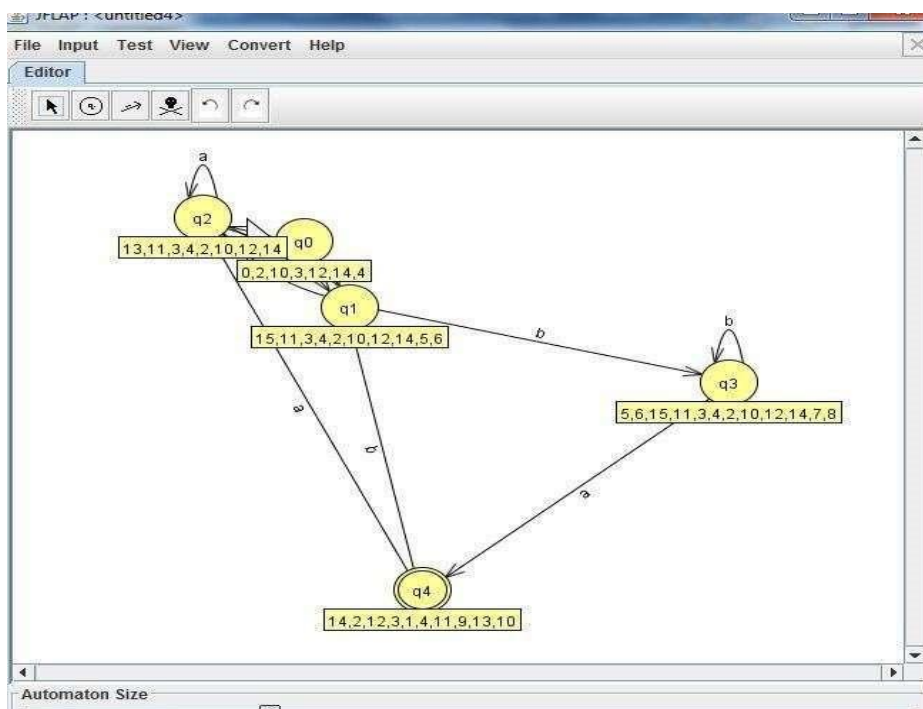 JFLAP : <untitled4>
File Input Test View Convert Help
Editor
a
q2
q0
13,11,3,4,2,10,12,14
0,2,10,3,12,14,4
q1
15,11,3,4,2,10,12,14,5,6
b
b
q3
5,6,15,11,3,4,2,10,12,14,7,8
a
b
a
q4
14,2,12,3,1,4,11,9,13,10
Automaton Size